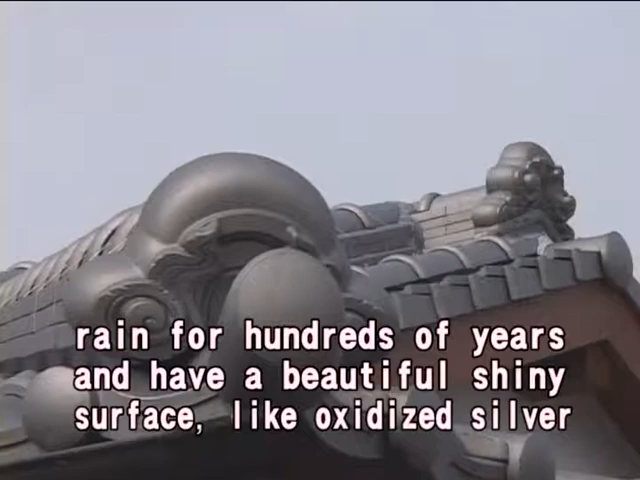 rain for hundreds of years
and have a beautiful shiny
surface, like oxidized silver